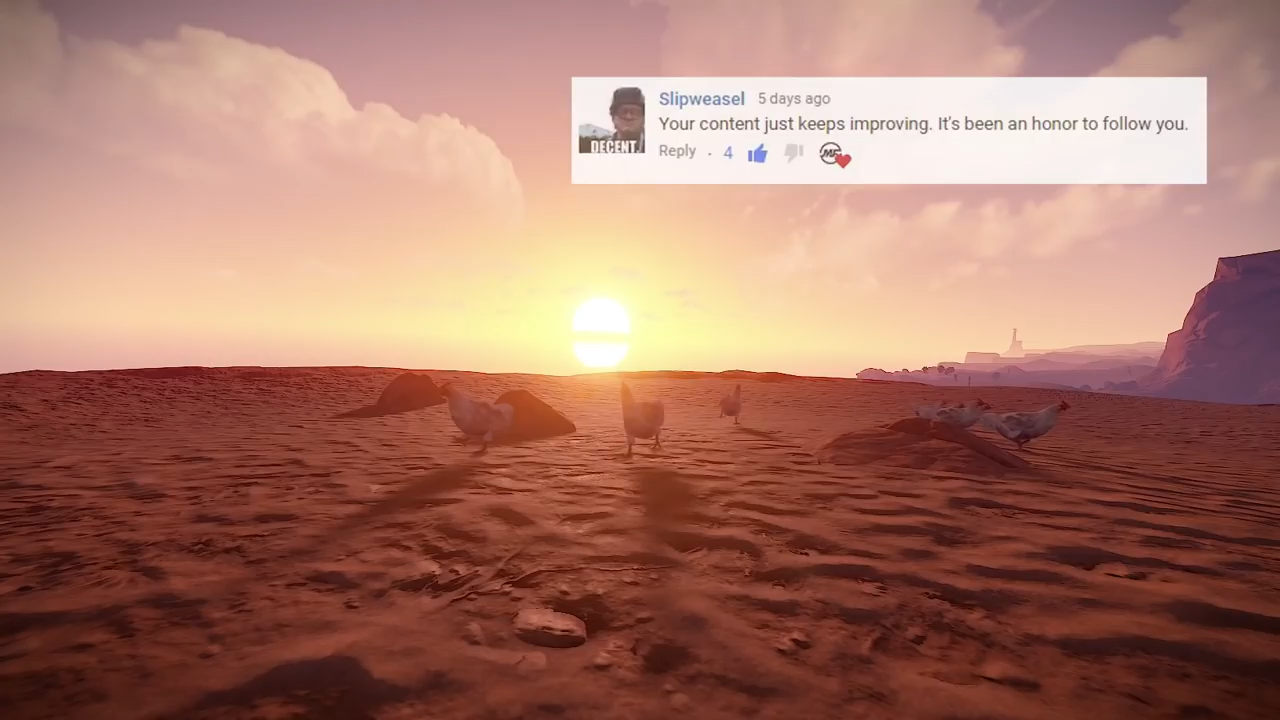 Slipweasel 5 days ago
Your content just keeps improving. It's been an honor to follow you.
DECENT.
Reply · 4